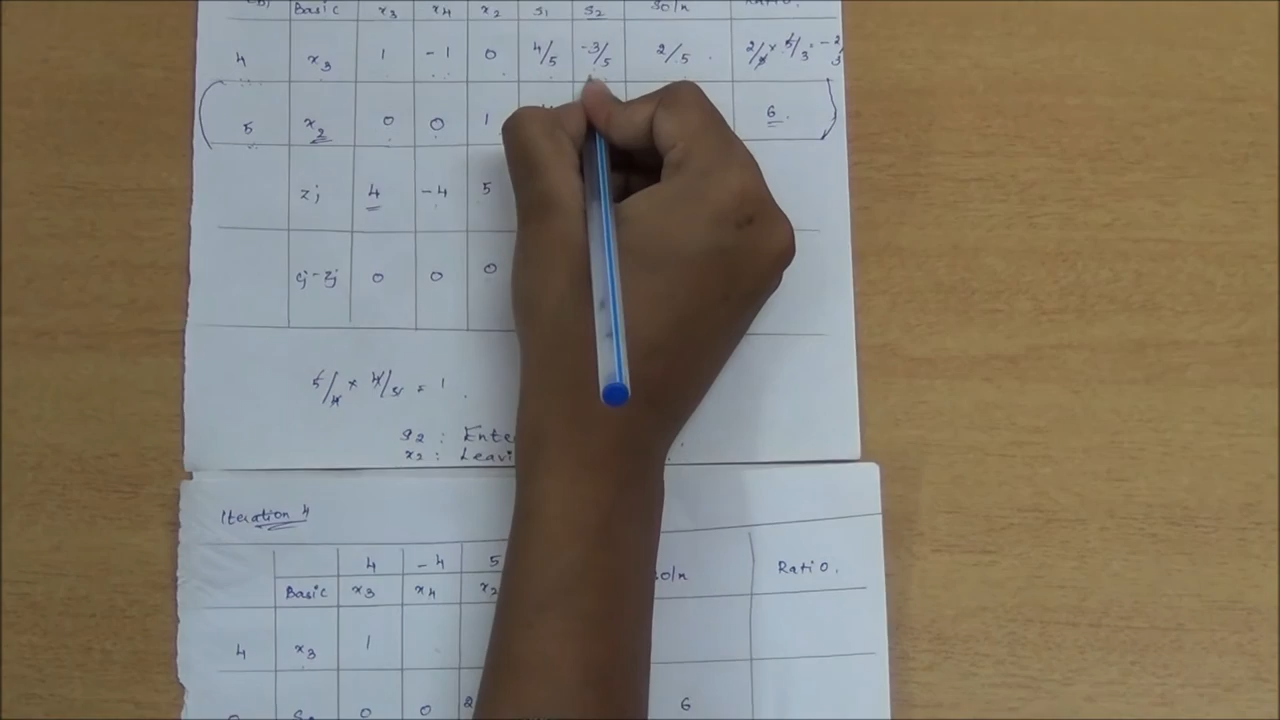 Basic x3 x4 x2 S1 S2 Soln Ratio.
4 x3 1 -1 0 4/5 -3/5 2/5 . 2/5 × 5/3 = -2/3
5 x2 0 0 1 6.
Zj 4 -4 5
Cj-Zj 0 0 0
5/4 × 4/5 = 1 .
S2 : Ente
x2 : Leavi
Iteration 4
4 -4 5
Basic x3 x4 x2 Soln Ratio.
4 x3 1
0 0 2 6